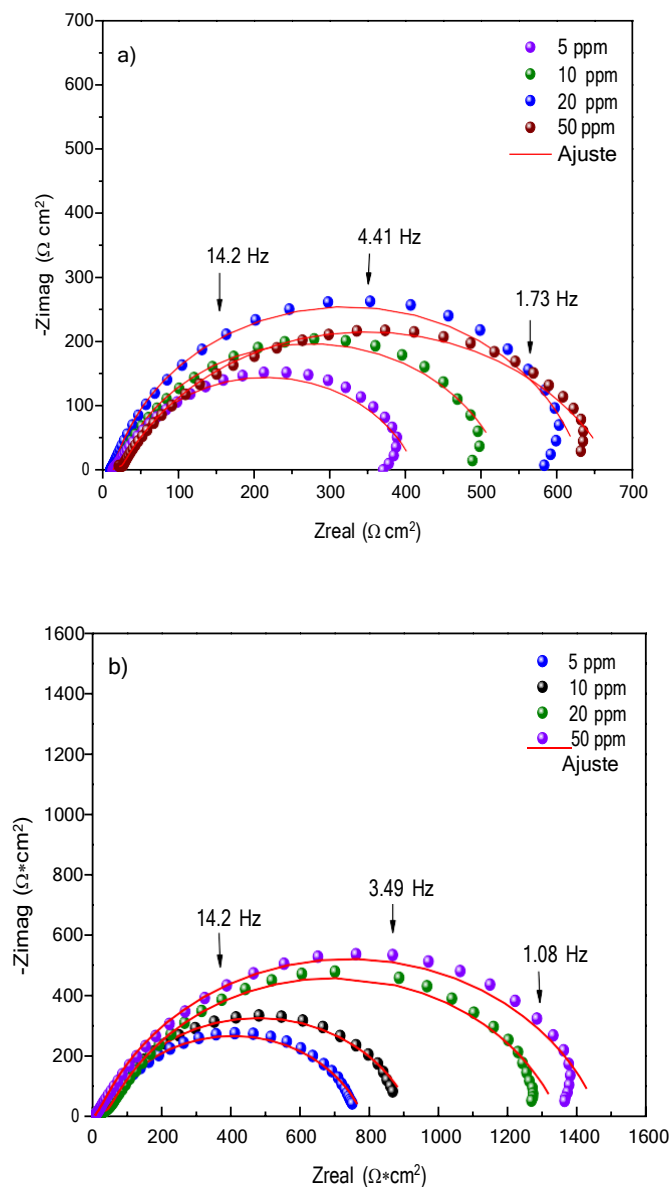 a)
5 ppm
10 ppm
20 ppm
50 ppm
Ajuste
14.2 Hz
4.41 Hz
1.73 Hz
-Zimag (Ω cm²)
700
600
500
400
300
200
100
0
0 100 200 300 400 500 600 700
Zreal (Ω cm²)
b)
5 ppm
10 ppm
20 ppm
50 ppm
Ajuste
14.2 Hz
3.49 Hz
1.08 Hz
-Zimag (Ω*cm²)
1600
1400
1200
1000
800
600
400
200
0
0 200 400 600 800 1000 1200 1400 1600
Zreal (Ω*cm²)